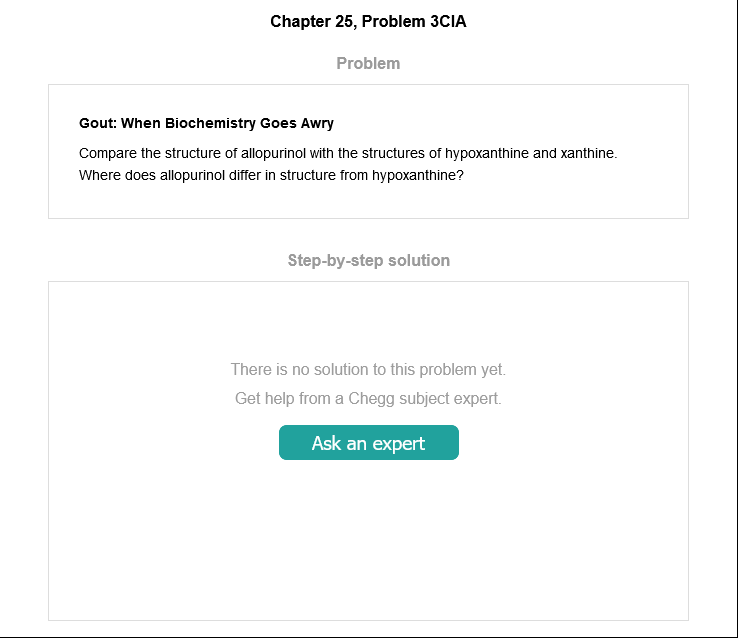 Chapter 25, Problem 3CIA
Problem
Gout: When Biochemistry Goes Awry
Compare the structure of allopurinol with the structures of hypoxanthine and xanthine.
Where does allopurinol differ in structure from hypoxanthine?
Step-by-step solution
There is no solution to this problem yet.
Get help from a Chegg subject expert.
Ask an expert